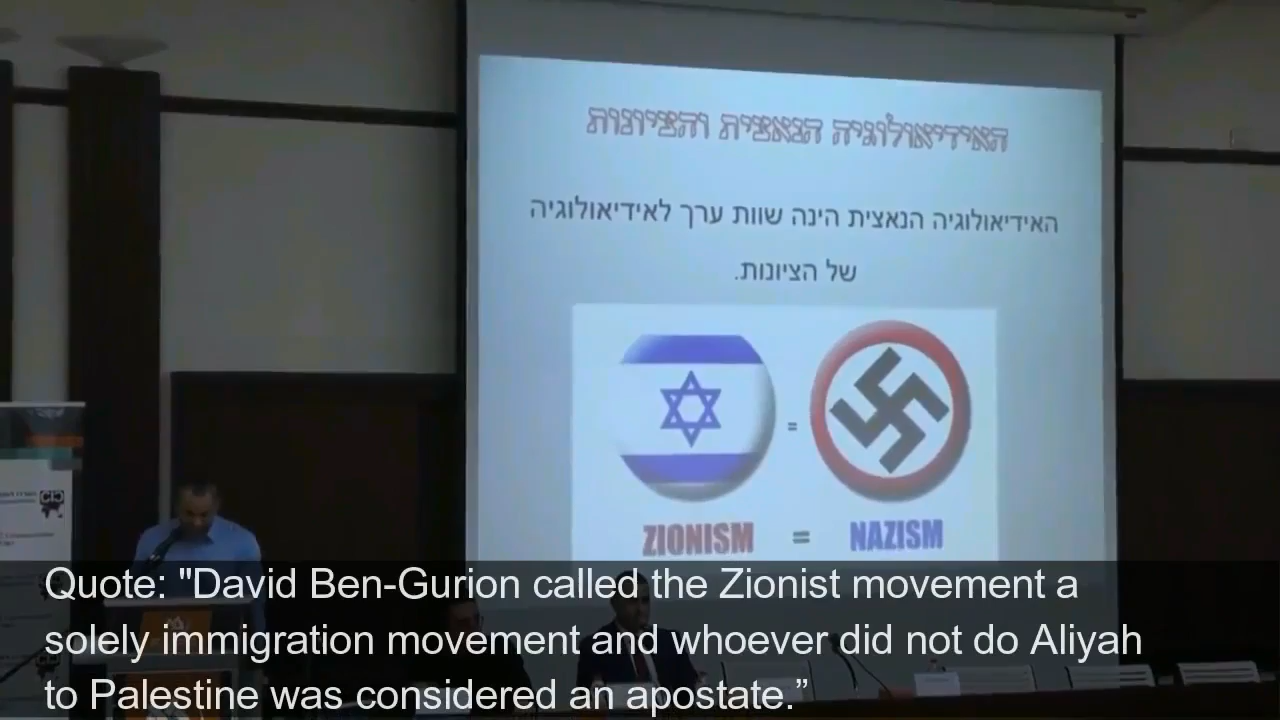 האידיאולוגיה הנאצית והציונות
האידיאולוגיה הנאצית הינה שוות ערך לאידיאולוגיה
של הציונות.
=
ZIONISM = NAZISM
Quote: "David Ben-Gurion called the Zionist movement a
solely immigration movement and whoever did not do Aliyah
to Palestine was considered an apostate.”